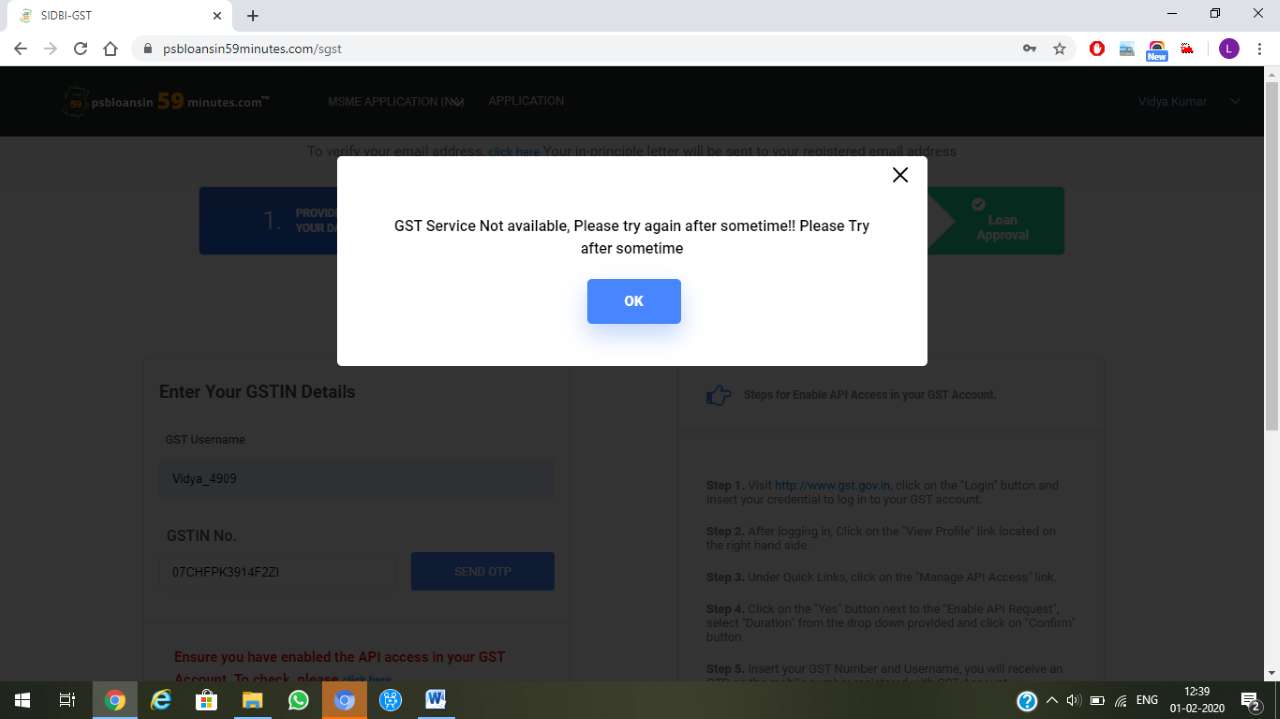 SIDBI-GST
psbloansin59minutes.com/sgst
New
L
psbloansin 59 minutes.com™
MSME APPLICATION
APPLICATION
Vidya Kumar
To verify your email address, click here Your in-principle letter will be sent to your registered email address
1.
YOUR
Loan
Approval
GST Service Not available, Please try again after sometime!! Please Try
after sometime
OK
Enter Your GSTIN Details
GST Username
Vidya_4909
GSTIN No.
07CHFPK3914F2ZI
SEND OTP
Ensure you have enabled the API access in your GST
Account. To check, please click here
Steps for Enable API Access in your GST Account.
Step 1. Visit http://www.gst.gov.in, click on the "Login" button and
Insert your credential to log in to your GST account.
Step 2. After logging in, Click on the "View Profile" link located on
the right hand side.
Step 3. Under Quick Links, click on the "Manage API Access" link.
Step 4. Click on the "Yes" button next to the "Enable API Request",
select "Duration" from the drop down provided and click on "Confirm"
button
Step 5. Insert your GST Number and Username, you will receive an
OTP on the mobile number registered with GST Account
ENG
12:39
01-02-2020
2